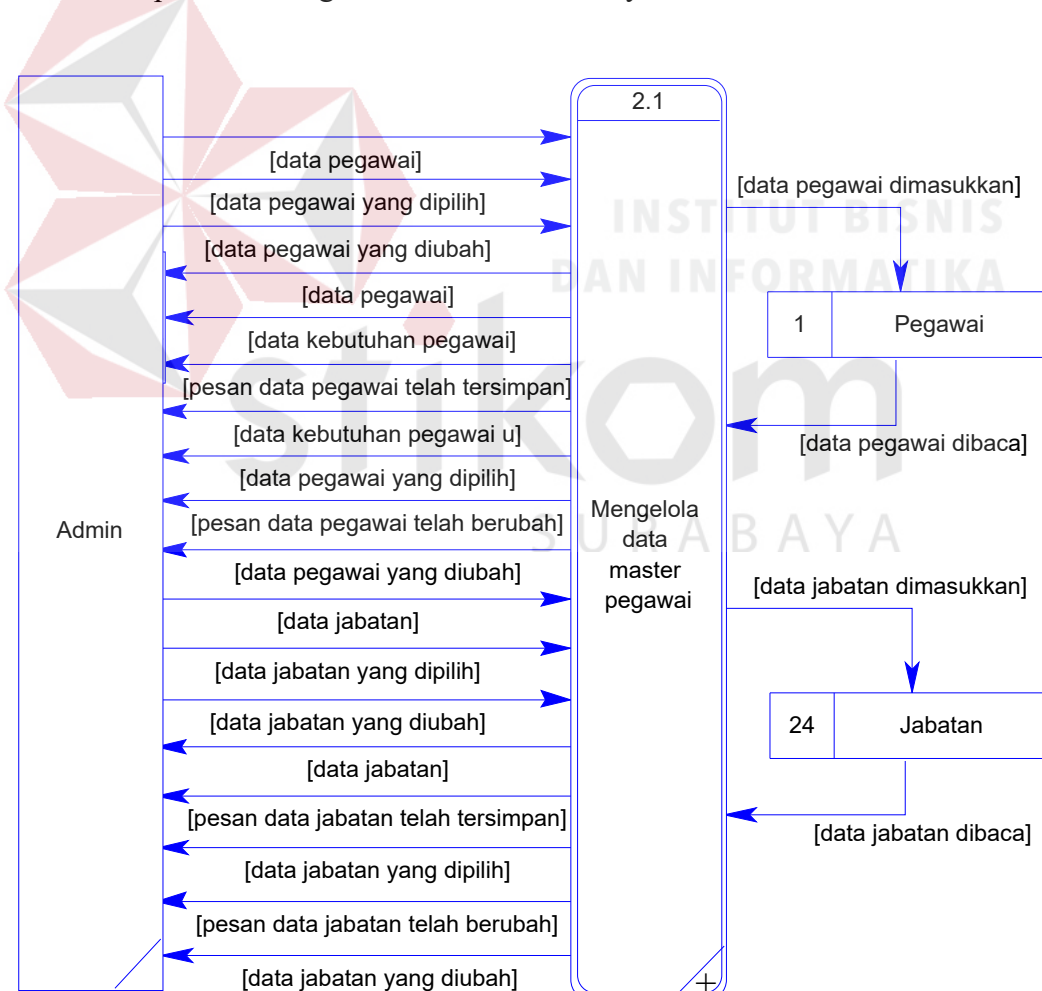 2.1
[data pegawai]
[data pegawai dimasukkan]
[data pegawai yang dipilih]
INSTITUT BISNIS
[data pegawai yang diubah]
DAN INFORMATIKA
[data pegawai]
1 Pegawai
[data kebutuhan pegawai]
stikom
[pesan data pegawai telah tersimpan]
[data kebutuhan pegawai u]
[data pegawai dibaca]
[data pegawai yang dipilih]
[pesan data pegawai telah berubah]
Admin
Mengelola
data
master
pegawai
SURABAYA
[data pegawai yang diubah]
[data jabatan dimasukkan]
[data jabatan]
[data jabatan yang dipilih]
[data jabatan yang diubah]
24 Jabatan
[data jabatan]
[pesan data jabatan telah tersimpan]
[data jabatan dibaca]
[data jabatan yang dipilih]
[pesan data jabatan telah berubah]
[data jabatan yang diubah]